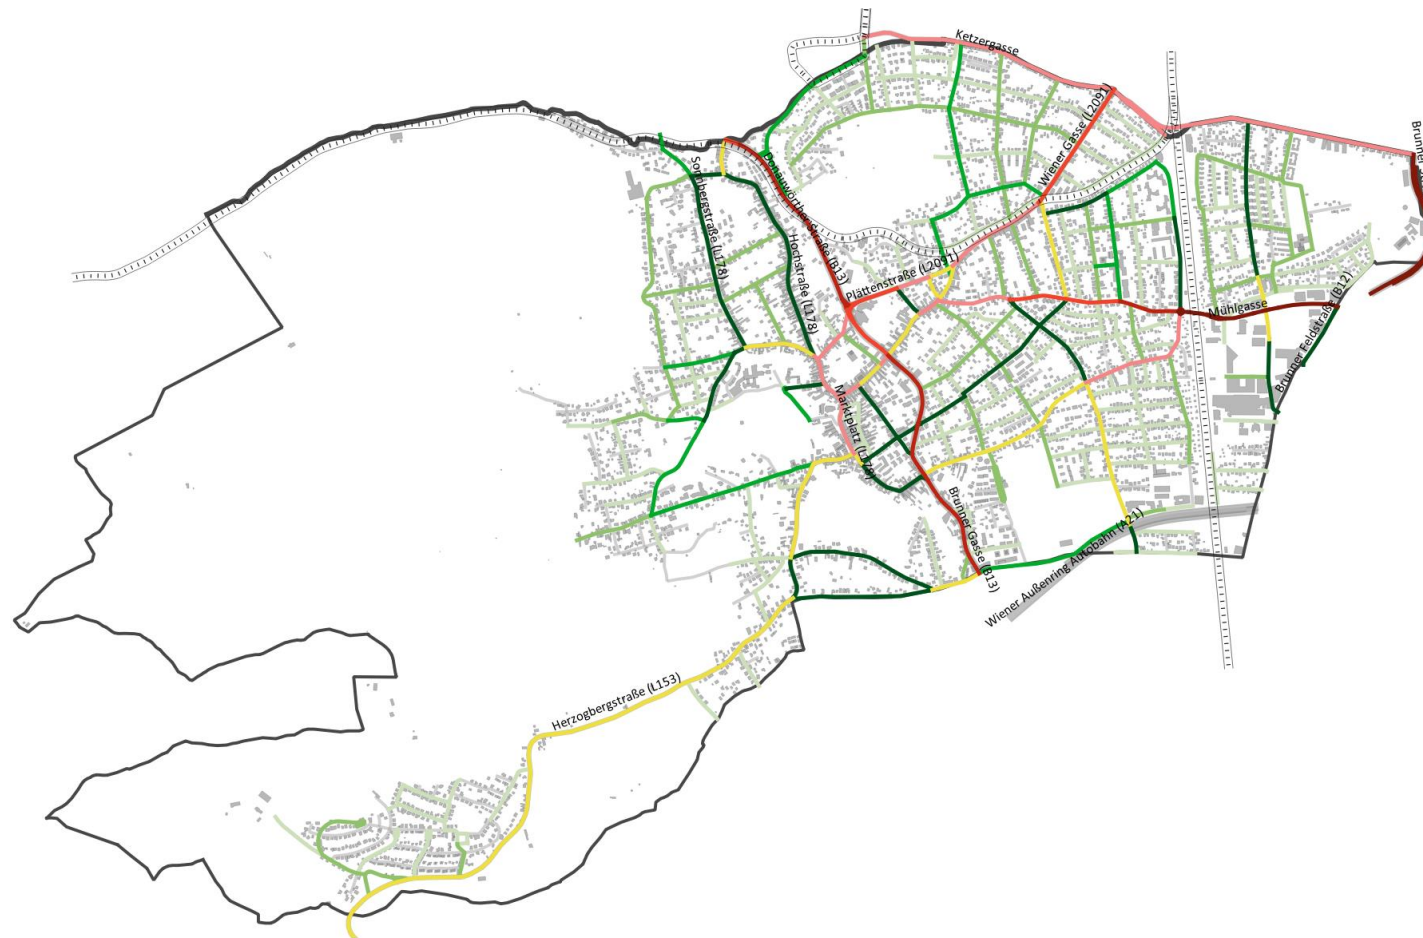 Ketzergasse
Wiener Gasse (L2091)
Brunner
Donauwörther Straße (B13)
Sonnbergstraße (L178)
Hochstraße (L178)
Plättenstraße (L2091)
Mühlgasse
Brunner Feldstraße (B12)
Marktplatz
Brunner Gasse (B13)
Wiener Außenring Autobahn (A21)
Herzogbergstraße (L153)